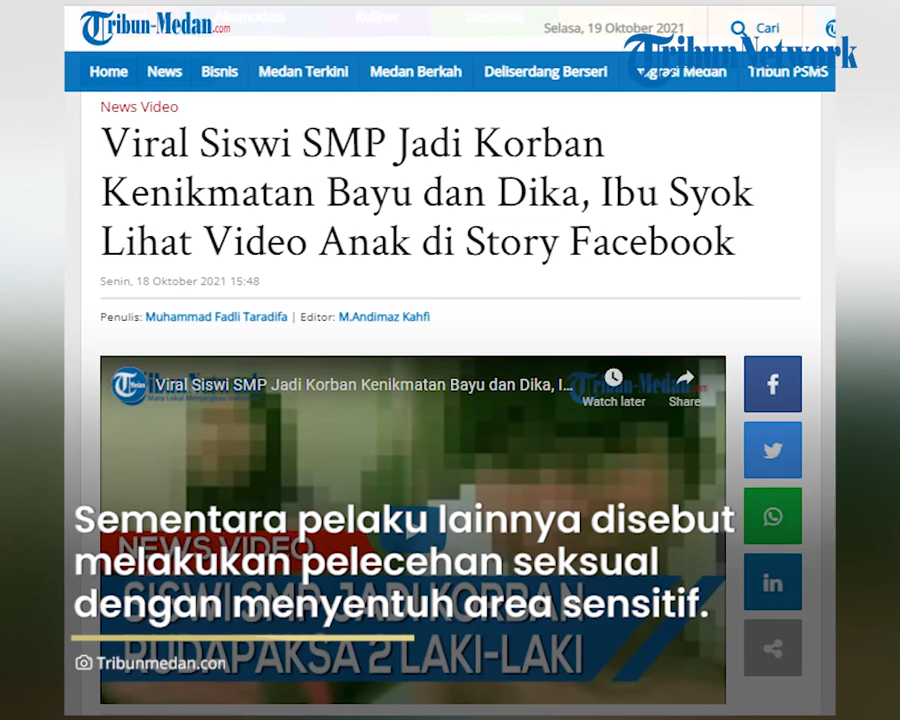 Tribun-Medan.com
Selasa, 19 Oktober 2021
Cari
TribunNetwork
Home News Bisnis Medan Terkini Medan Berkah Deliserdang Berseri Medan Tribun PSMS
News Video
Viral Siswi SMP Jadi Korban
Kenikmatan Bayu dan Dika, Ibu Syok
Lihat Video Anak di Story Facebook
Senin, 18 Oktober 2021 15:48
Penulis: Muhammad Fadli Taradifa | Editor: M.Andimaz Kahfi
Viral Siswi SMP Jadi Korban Kenikmatan Bayu dan Dika, I...
Watch later
Share
Sementara pelaku lainnya disebut
NEWS VIDEO
melakukan pelecehan seksual
SISWI SMP JADI KORBAN
dengan menyentuh area sensitif.
RUDAPAKSA 2 LAKI-LAKI
Tribunmedan.com